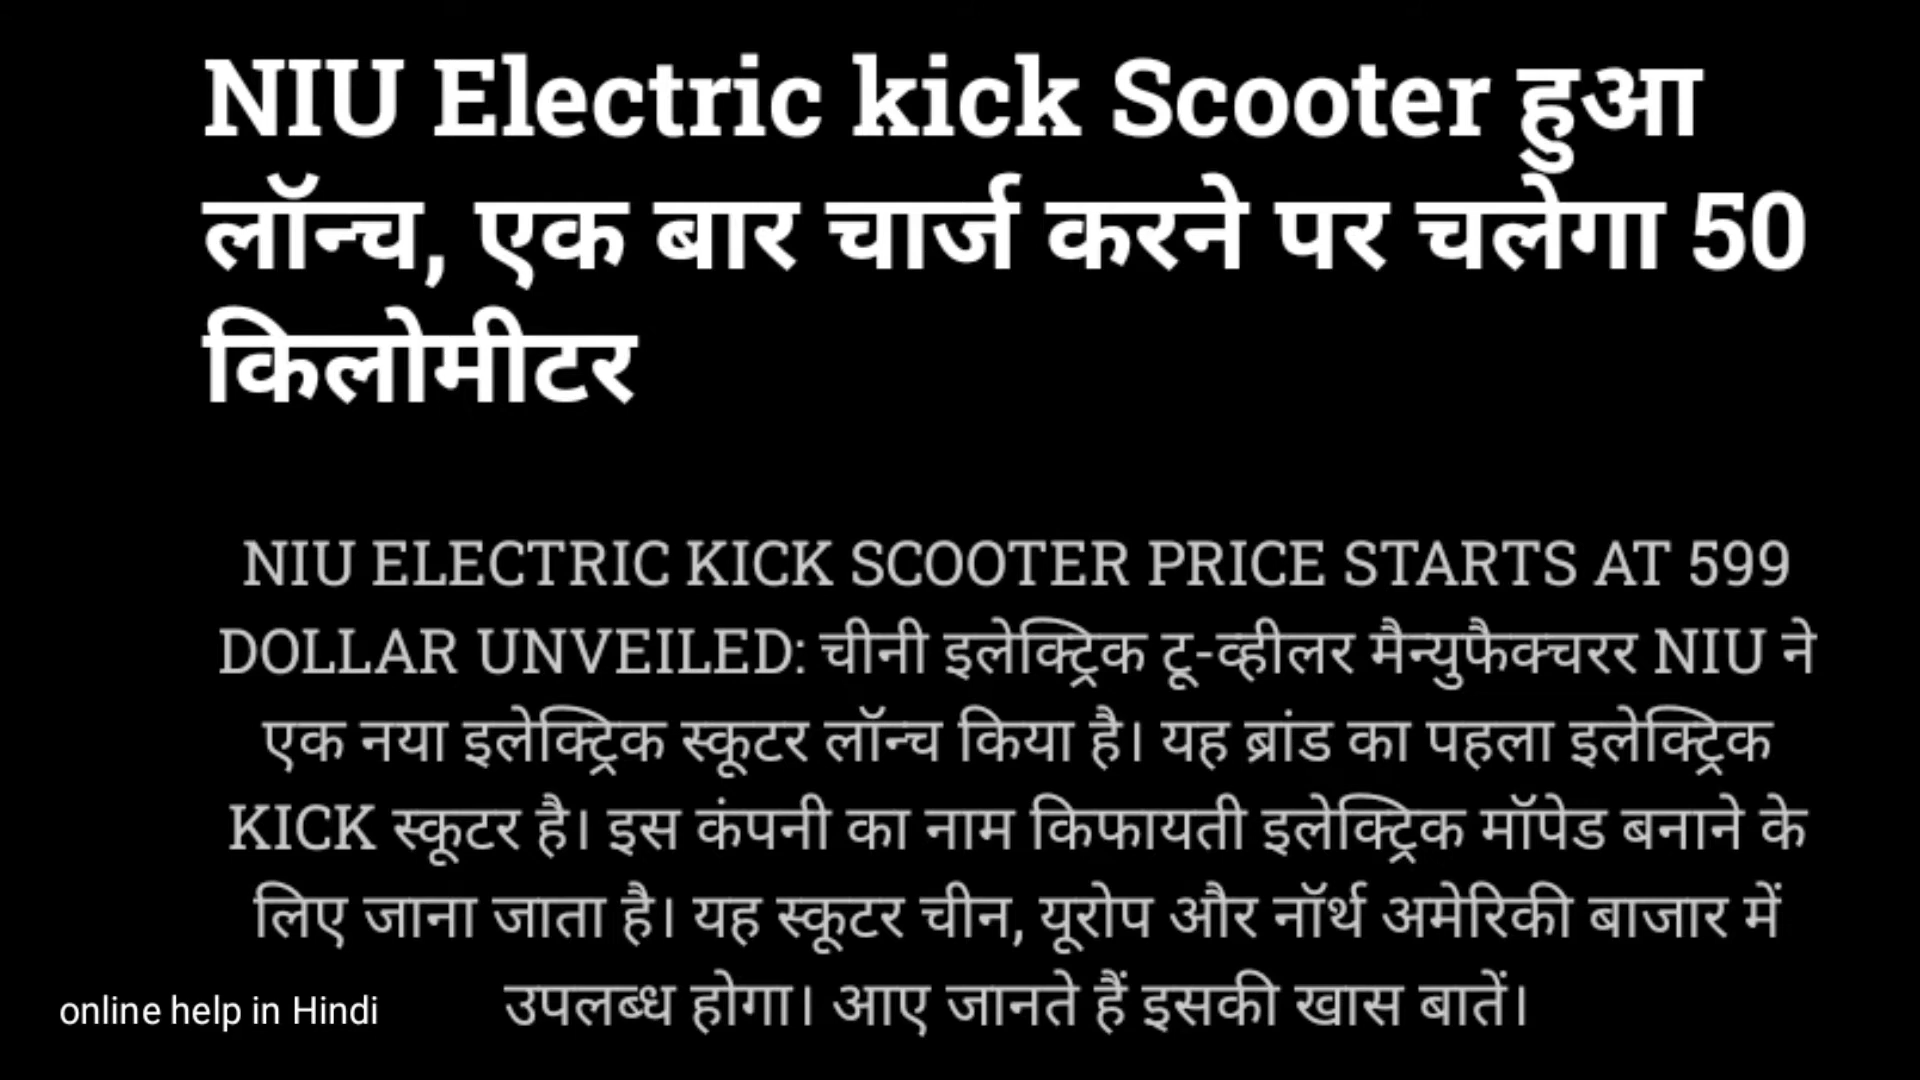 NIU Electric kick Scooter हुआ
लॉन्च, एक बार चार्ज करने पर चलेगा 50
किलोमीटर
NIU ELECTRIC KICK SCOOTER PRICE STARTS AT 599
DOLLAR UNVEILED: चीनी इलेक्ट्रिक टू-व्हीलर मैन्युफैक्चरर NIU ने
एक नया इलेक्ट्रिक स्कूटर लॉन्च किया है। यह ब्रांड का पहला इलेक्ट्रिक
KICK स्कूटर है। इस कंपनी का नाम किफायती इलेक्ट्रिक मॉपेड बनाने के
लिए जाना जाता है। यह स्कूटर चीन, यूरोप और नॉर्थ अमेरिकी बाजार में
उपलब्ध होगा। आए जानते हैं इसकी खास बातें।
online help in Hindi